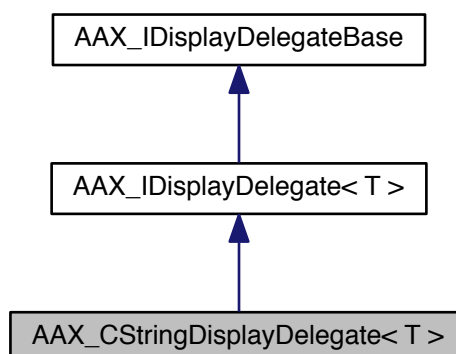 AAX_IDisplayDelegateBase
AAX_IDisplayDelegate< T >
AAX_CStringDisplayDelegate< T >